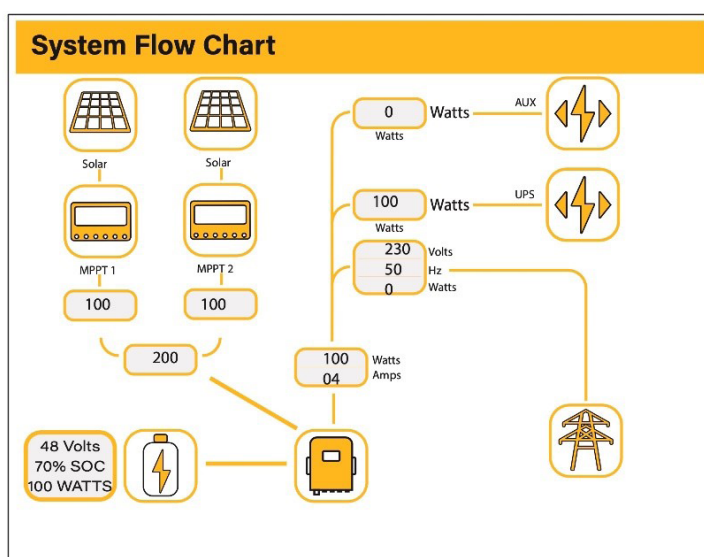 System Flow Chart
Solar
Solar
MPPT 1
MPPT 2
100
100
200
0 Watts
Watts
AUX
100 Watts
Watts
UPS
230 Volts
50 Hz
0 Watts
100 Watts
04 Amps
48 Volts
70% SOC
100 WATTS